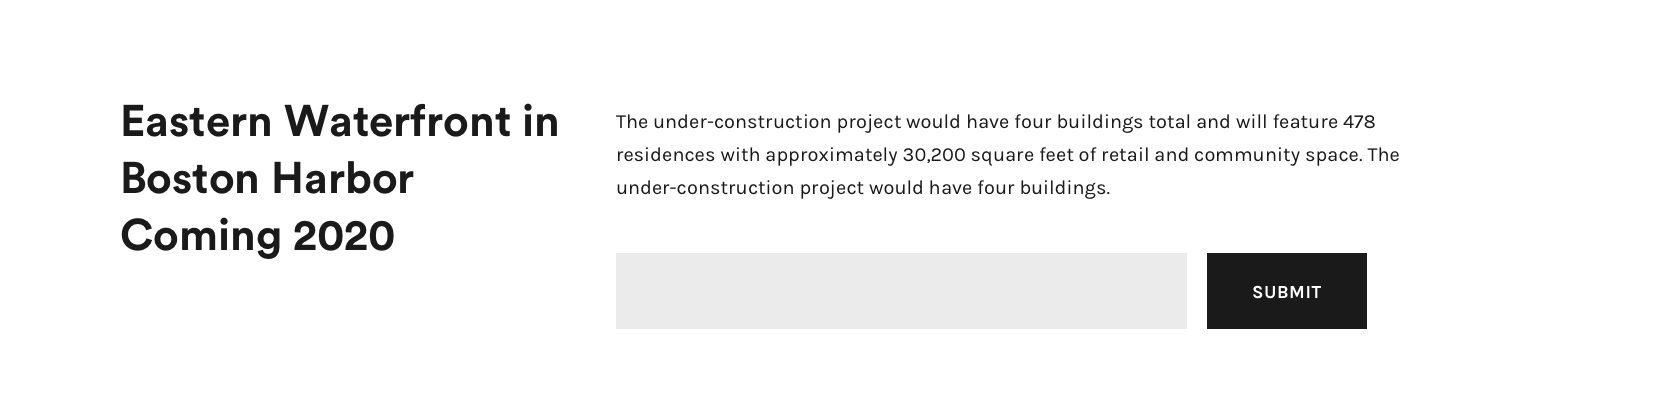 Eastern Waterfront in
Boston Harbor
Coming 2020
The under-construction project would have four buildings total and will feature 478
residences with approximately 30,200 square feet of retail and community space. The
under-construction project would have four buildings.
SUBMIT